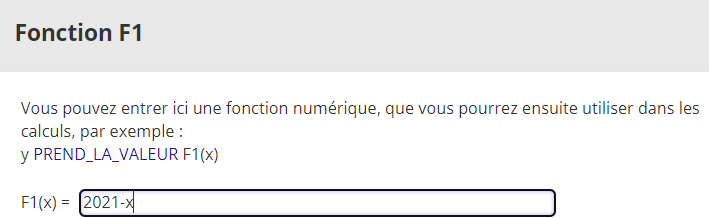 Fonction F1
Vous pouvez entrer ici une fonction numérique, que vous pourrez ensuite utiliser dans les
calculs, par exemple :
y PREND_LA_VALEUR F1(x)
F1(x) = 2021-x